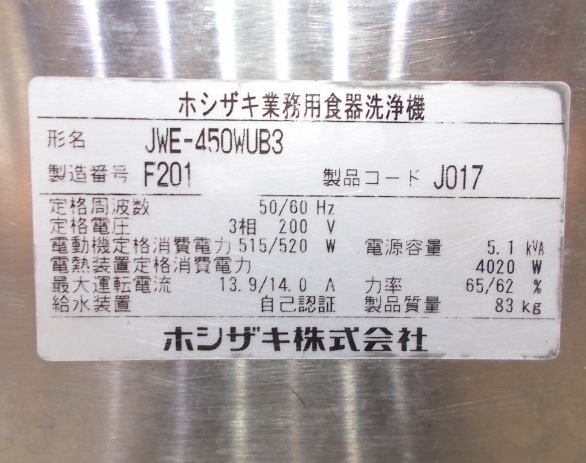 ホシザキ業務用食器洗浄機
形名 JWE-450WUB3
製造番号 F201 製品コード J017
定格周波数 50/60 Hz
定格電圧 3相 200 V
電動機定格消費電力 515/520 W 電源容量 5.1 kVA
電熱装置定格消費電力 4020 W
最大運転電流 13.9/14.0 A 力率 65/62 %
給水装置 自己認証 製品質量 83 kg
ホシザキ株式会社